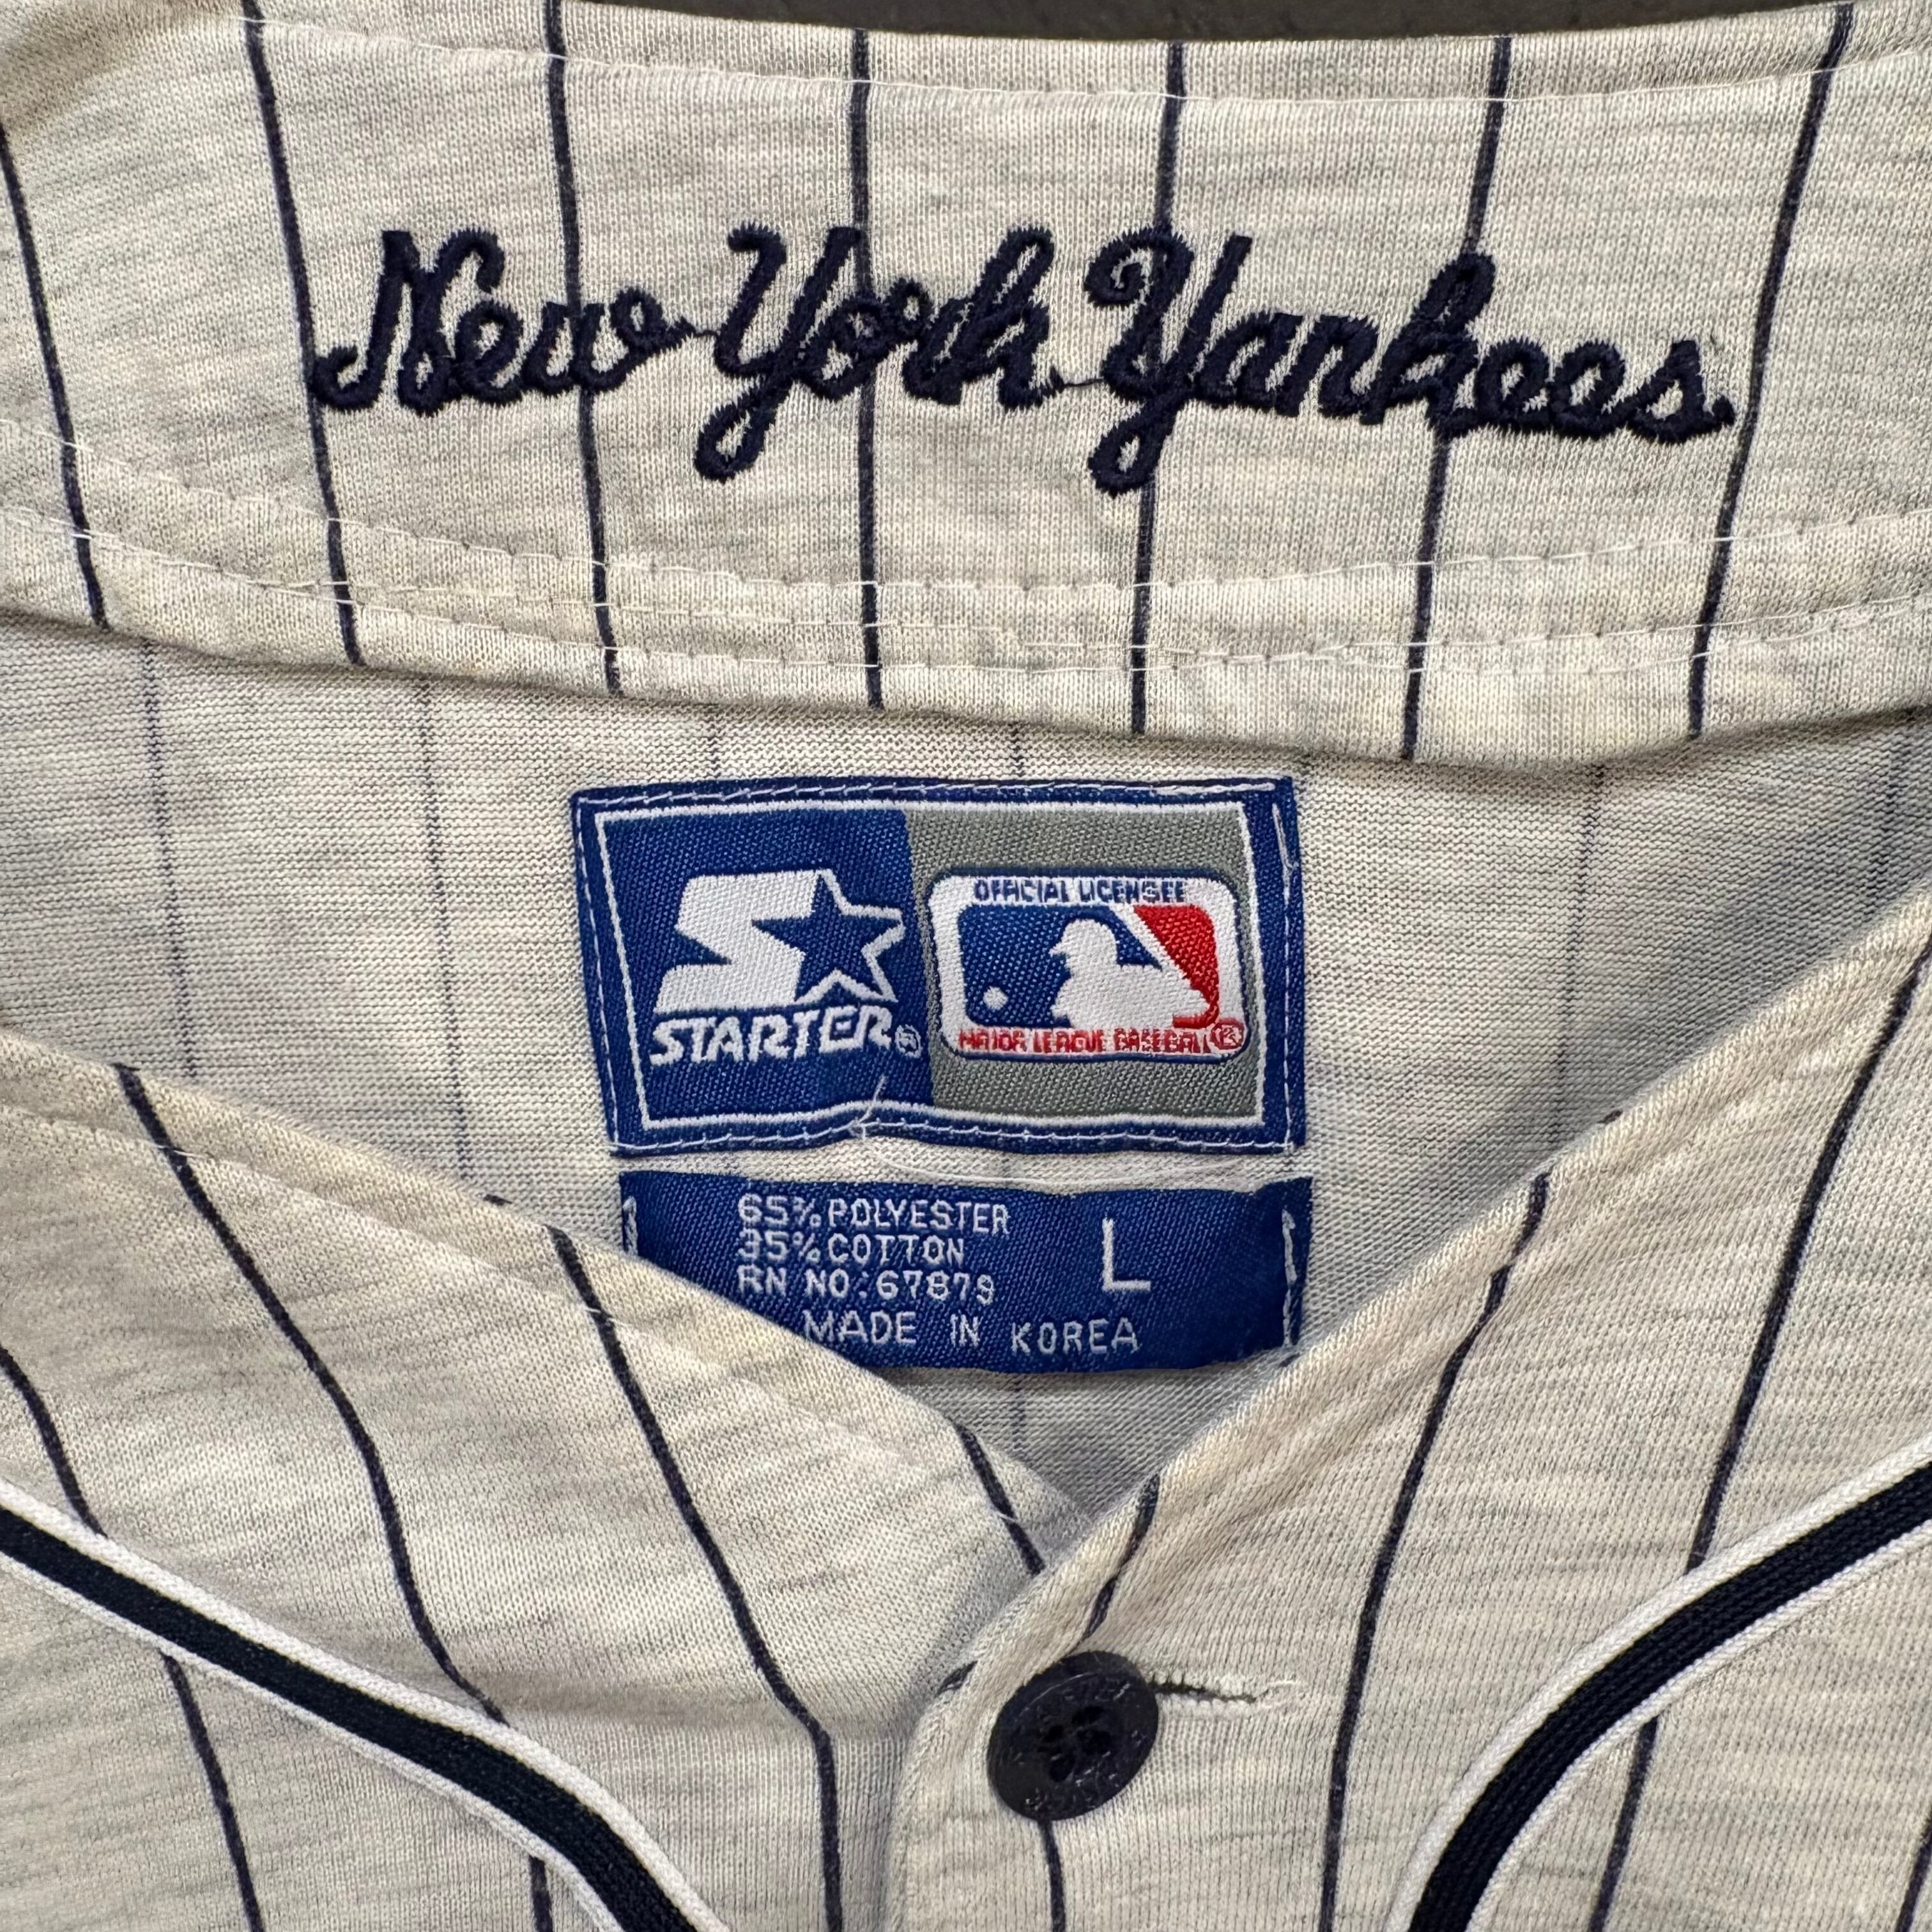 New York Yankees
STARTER®
OFFICIAL LICENSEE
MAJOR LEAGUE BASEBALL®
65% POLYESTER
35% COTTON
RN NO:67879
L
MADE IN KOREA